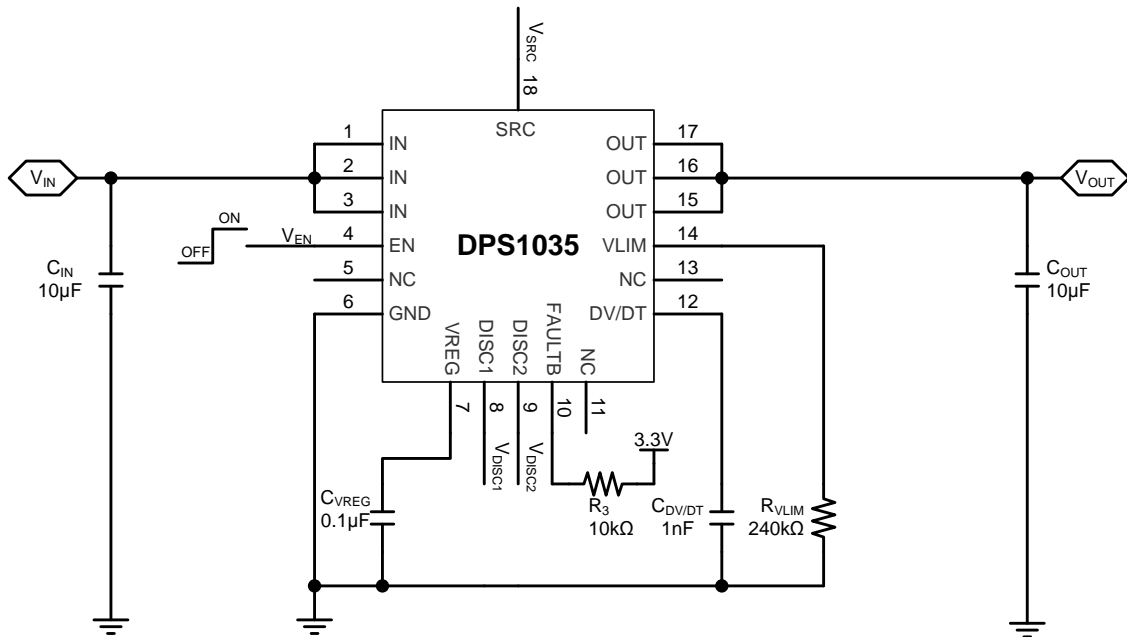 VSRC
18
SRC
1
IN
OUT
17
VIN
2
IN
OUT
16
VOUT
3
IN
OUT
15
ON
OFF
VEN
4
EN
DPS1035
VLIM
14
5
NC
NC
13
6
GND
DV/DT
12
CIN
10µF
COUT
10µF
VREG
DISC1
DISC2
FAULTB
NC
7
8
9
10
11
VDISC1
VDISC2
3.3V
CVREG
0.1µF
R3
10kΩ
CDV/DT
1nF
RVLIM
240kΩ